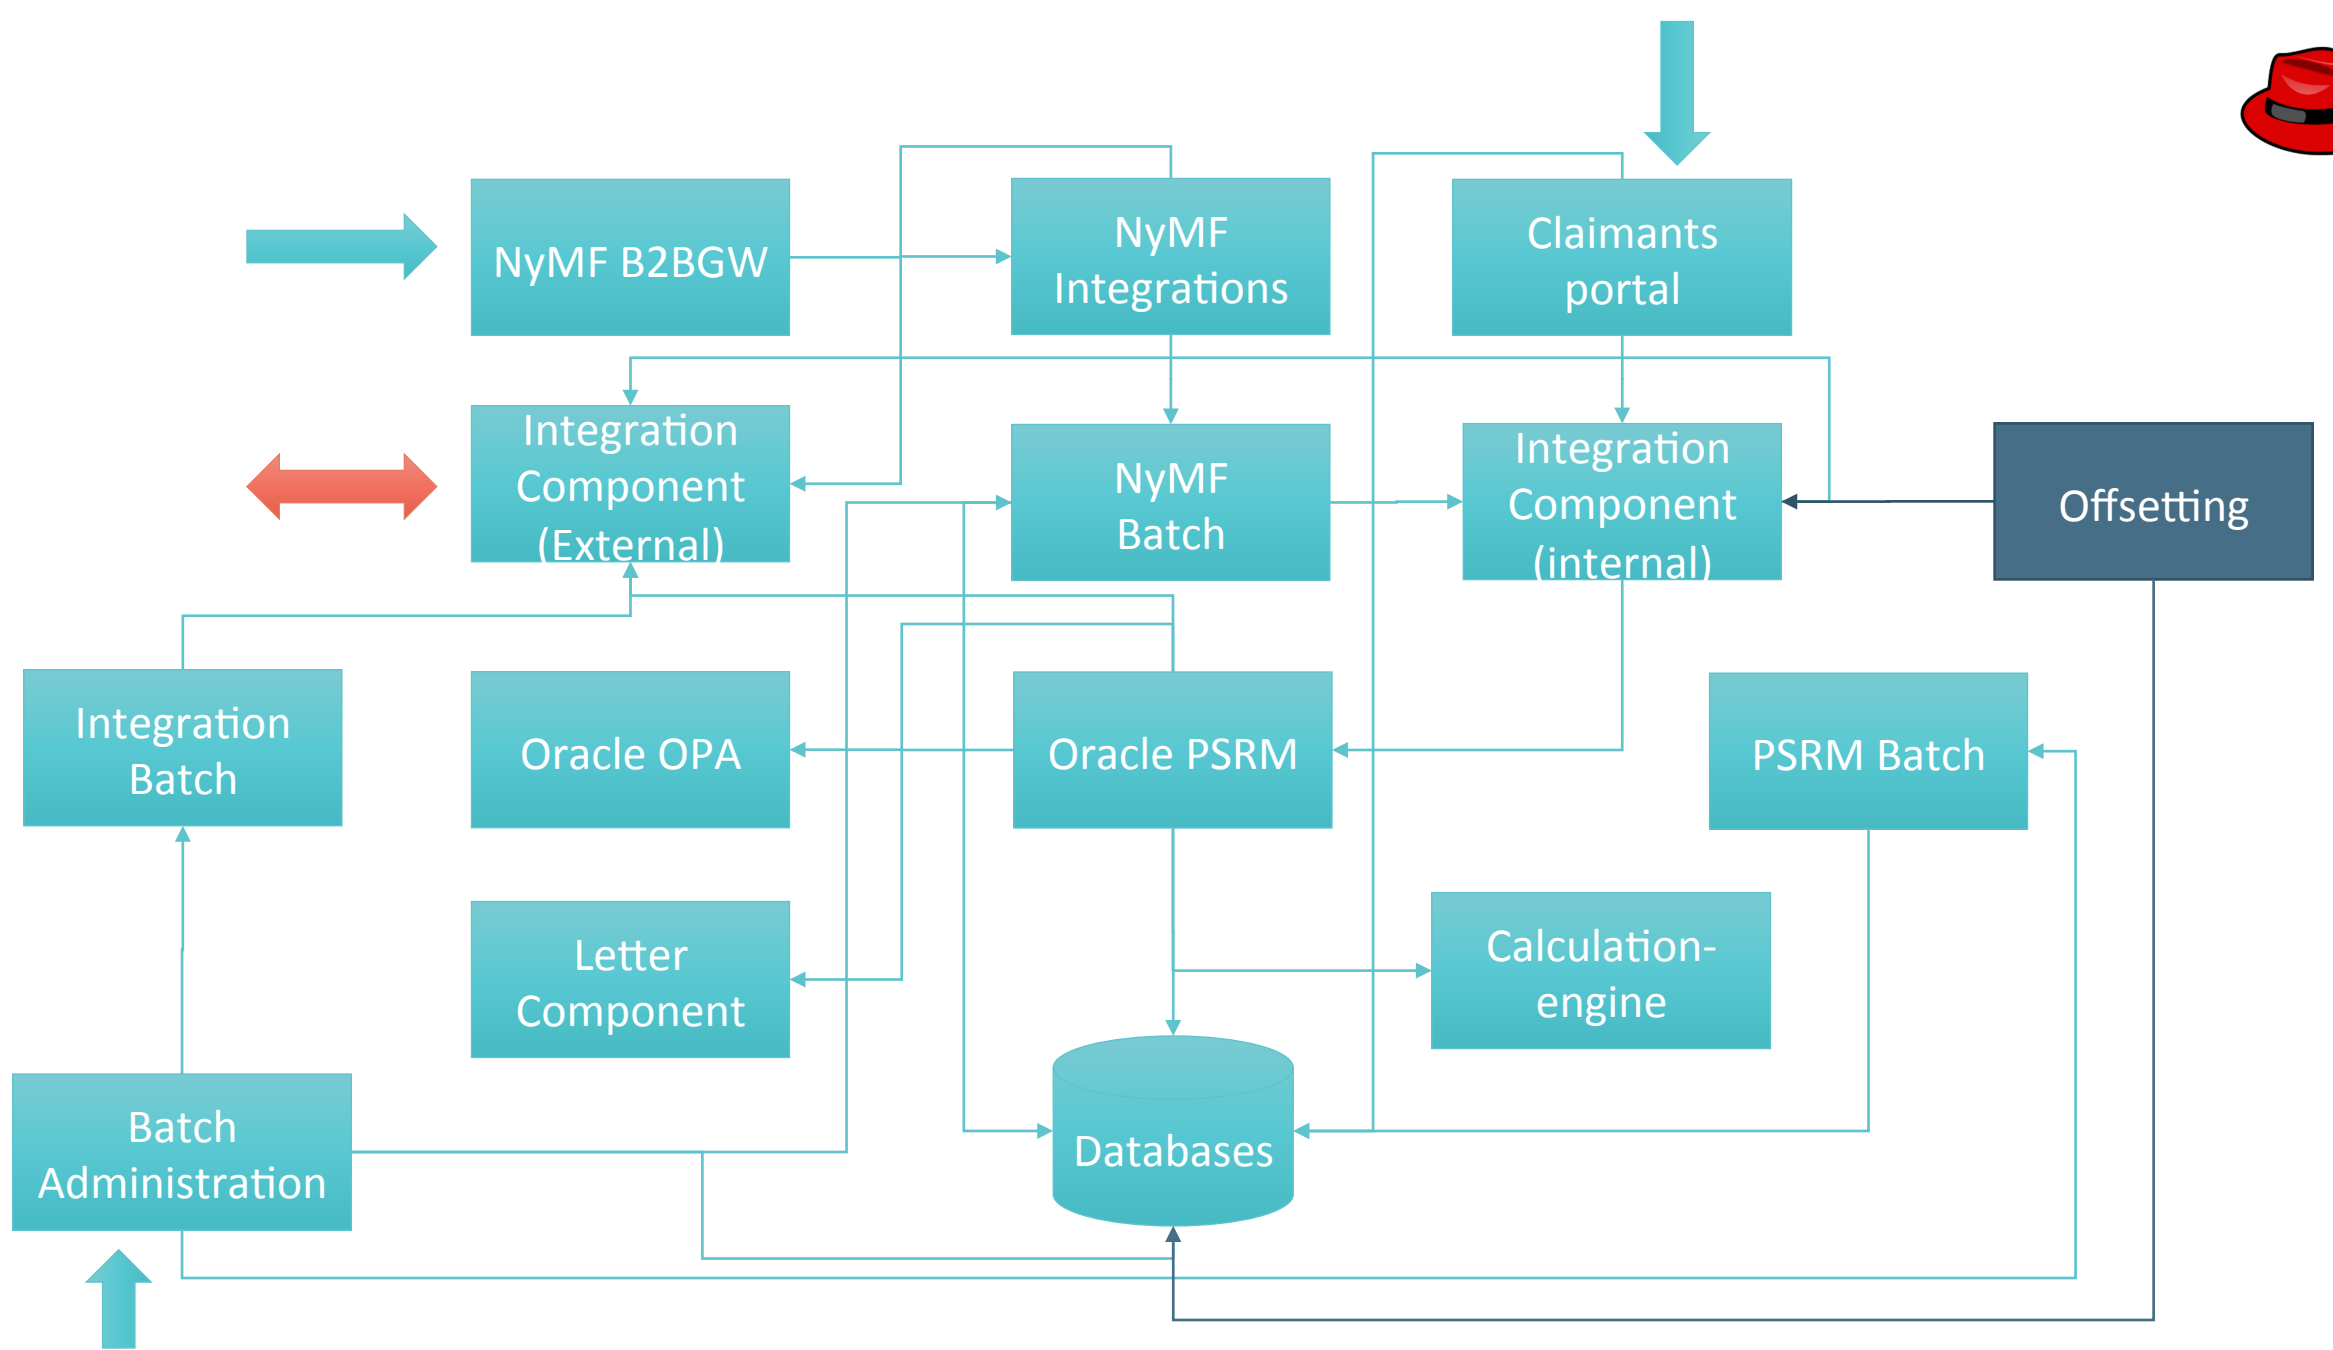 NyMF B2BGW
NyMF
Integrations
Claimants
portal
Integration
Component
(External)
NyMF
Batch
Integration
Component
(internal)
Offsetting
Integration
Batch
Oracle OPA
Oracle PSRM
PSRM Batch
Letter
Component
Calculation-
engine
Batch
Administration
Databases